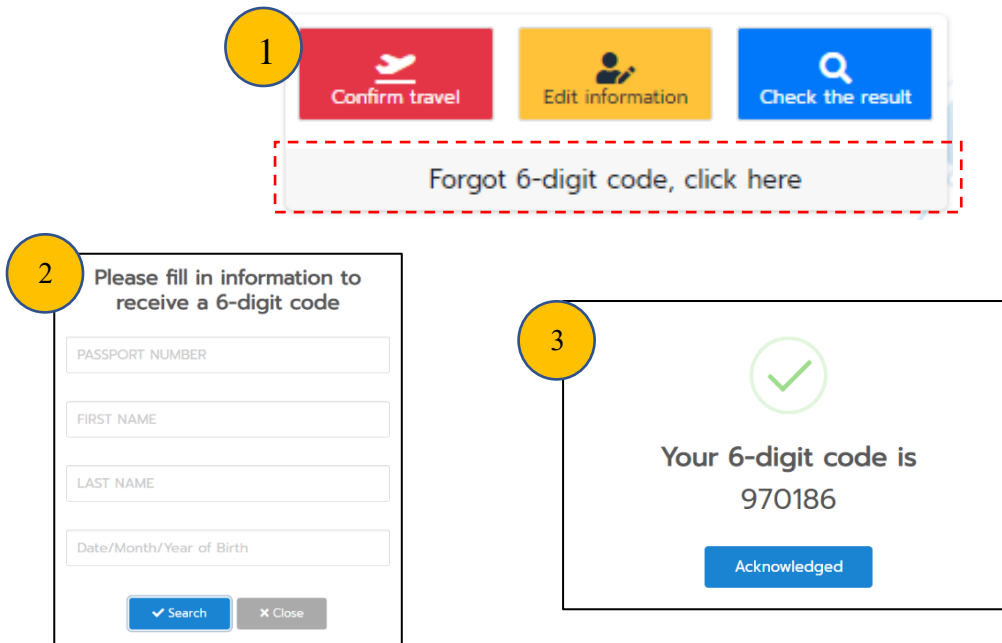 1
Confirm travel
Edit information
Check the result
Forgot 6-digit code, click here
2
Please fill in information to
receive a 6-digit code
PASSPORT NUMBER
FIRST NAME
LAST NAME
Date/Month/Year of Birth
Search
Close
3
Your 6-digit code is
970186
Acknowledged